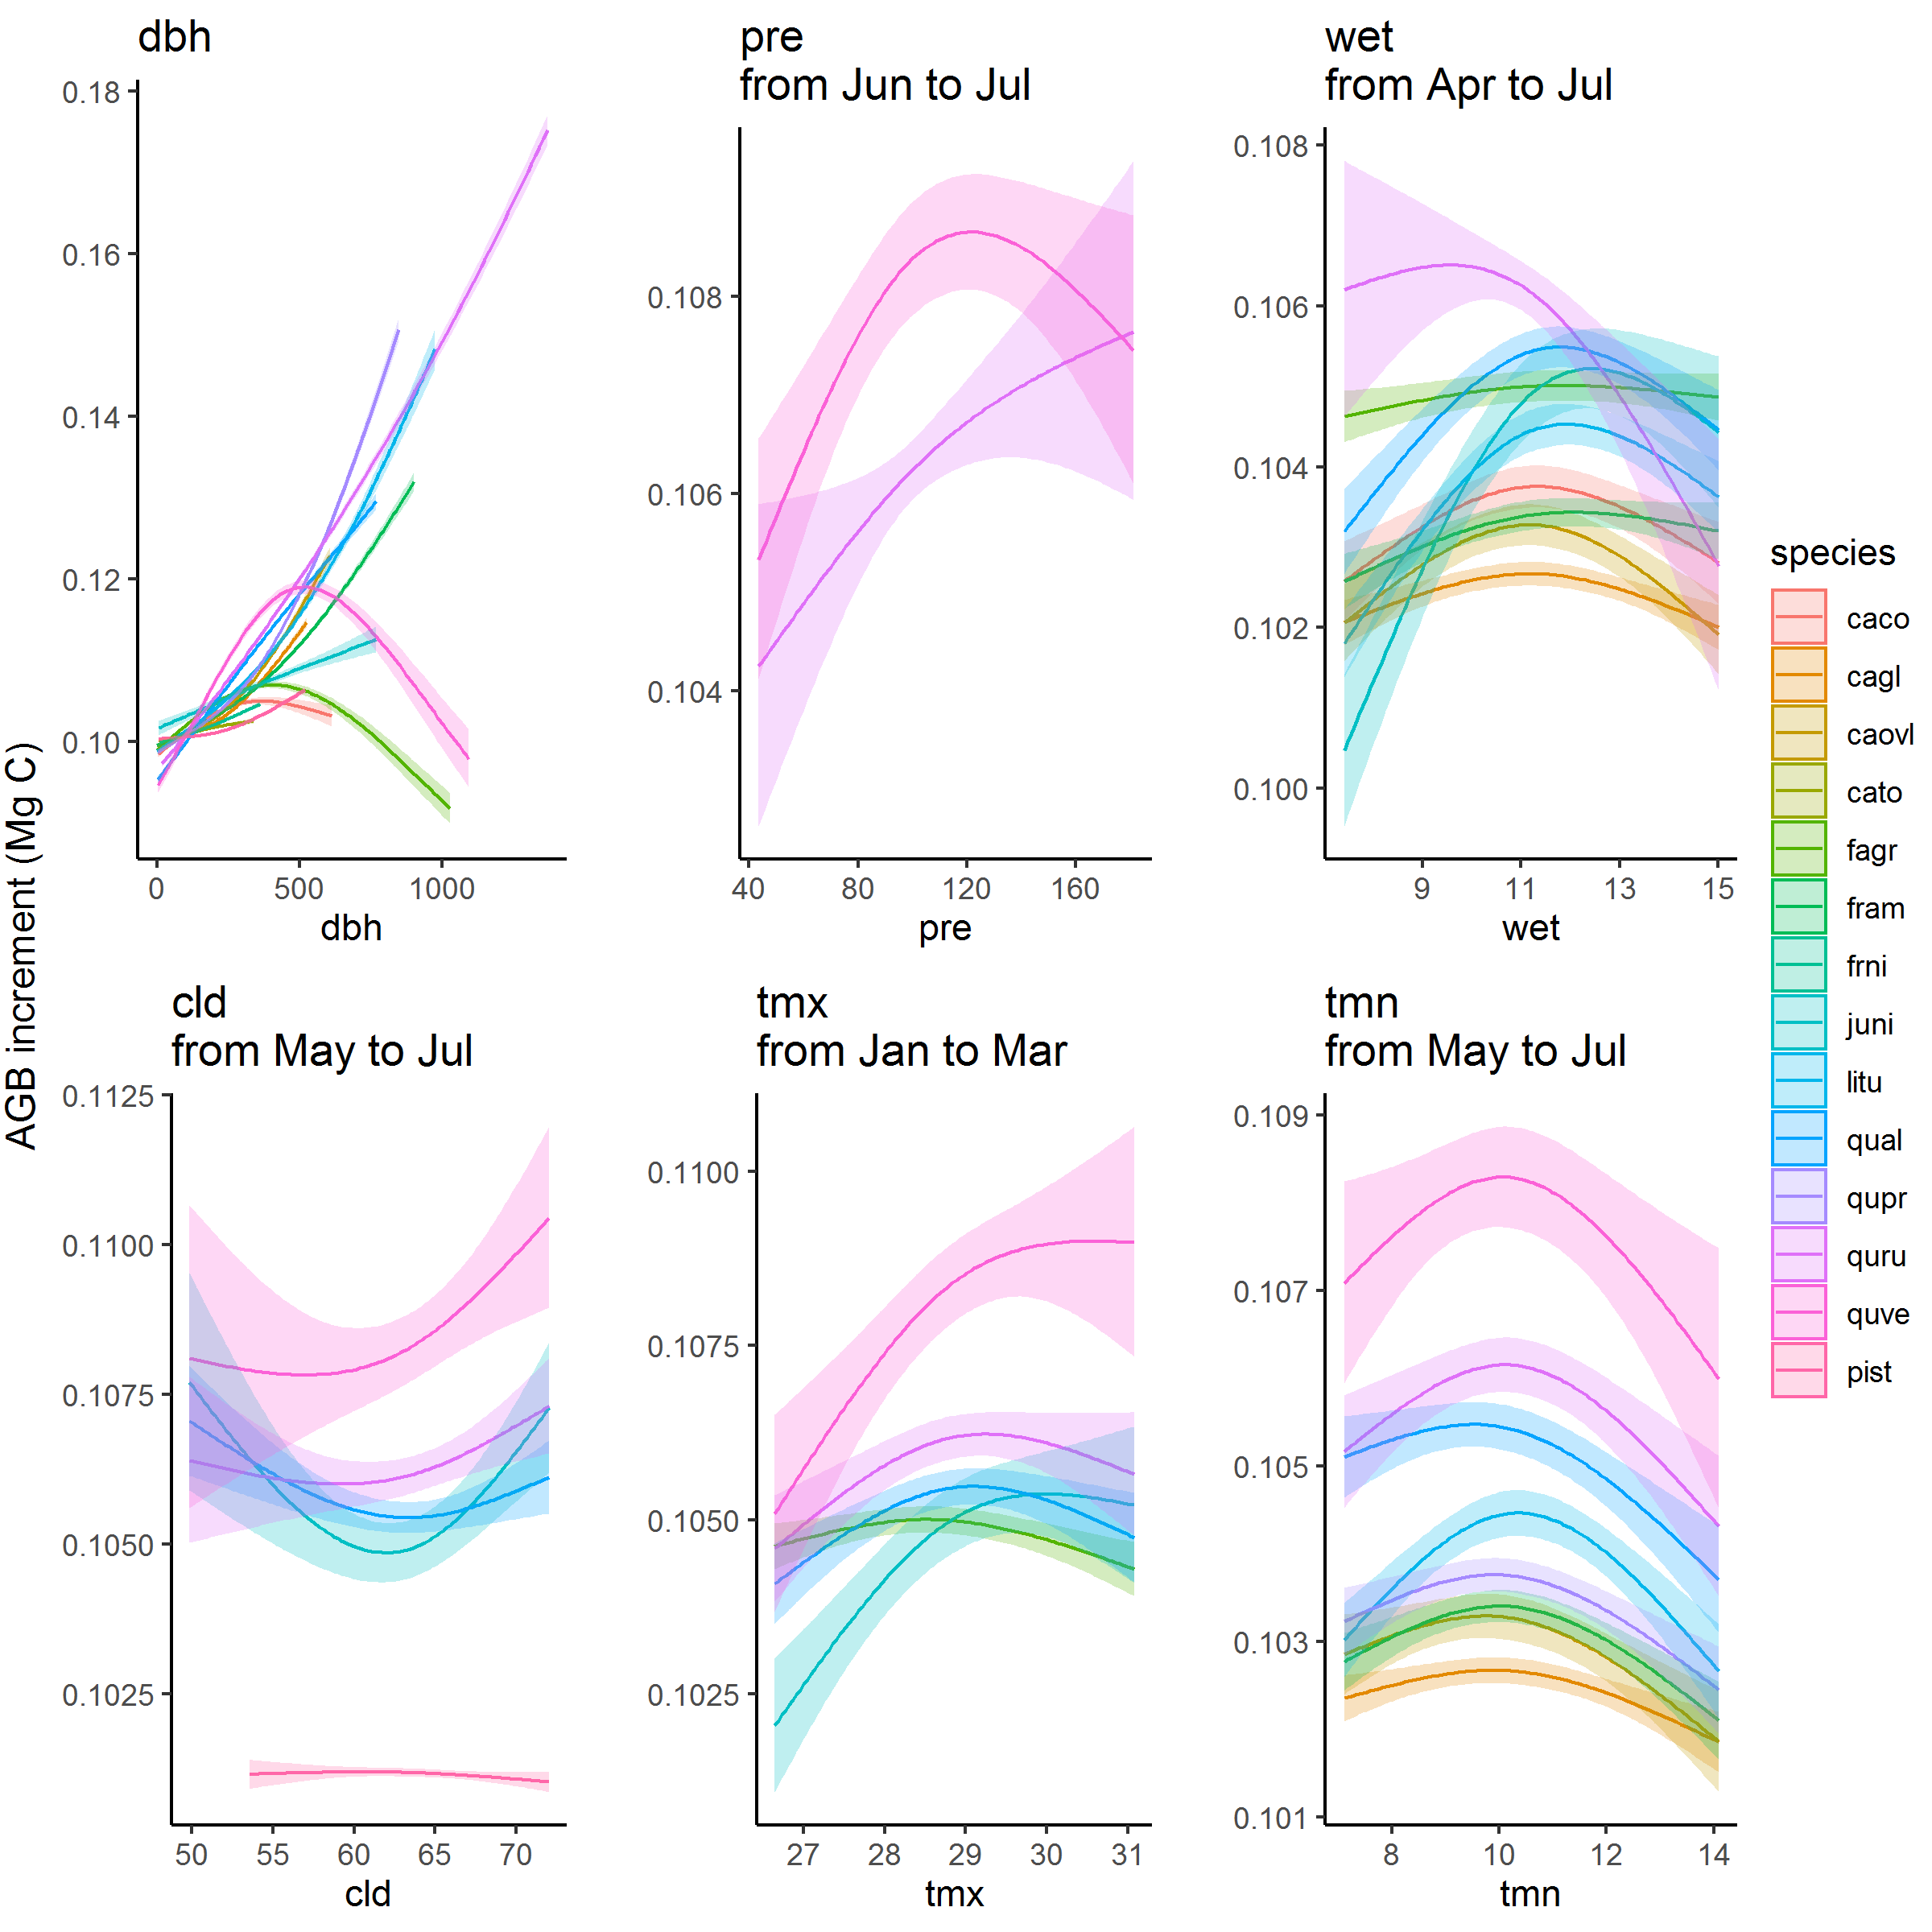 dbh
0.18
0.16
0.14
0.12
0.10
0 500 1000
dbh
pre
from Jun to Jul
0.108
0.106
0.104
40 80 120 160
pre
wet
from Apr to Jul
0.108
0.106
0.104
0.102
0.100
9 11 13 15
wet
AGB increment (Mg C)
cld
from May to Jul
0.1125
0.1100
0.1075
0.1050
0.1025
50 55 60 65 70
cld
tmx
from Jan to Mar
0.1100
0.1075
0.1050
0.1025
27 28 29 30 31
tmx
tmn
from May to Jul
0.109
0.107
0.105
0.103
0.101
8 10 12 14
tmn
species
caco
cagl
caovl
cato
fagr
fram
frni
juni
litu
qual
qupr
quru
quve
pist